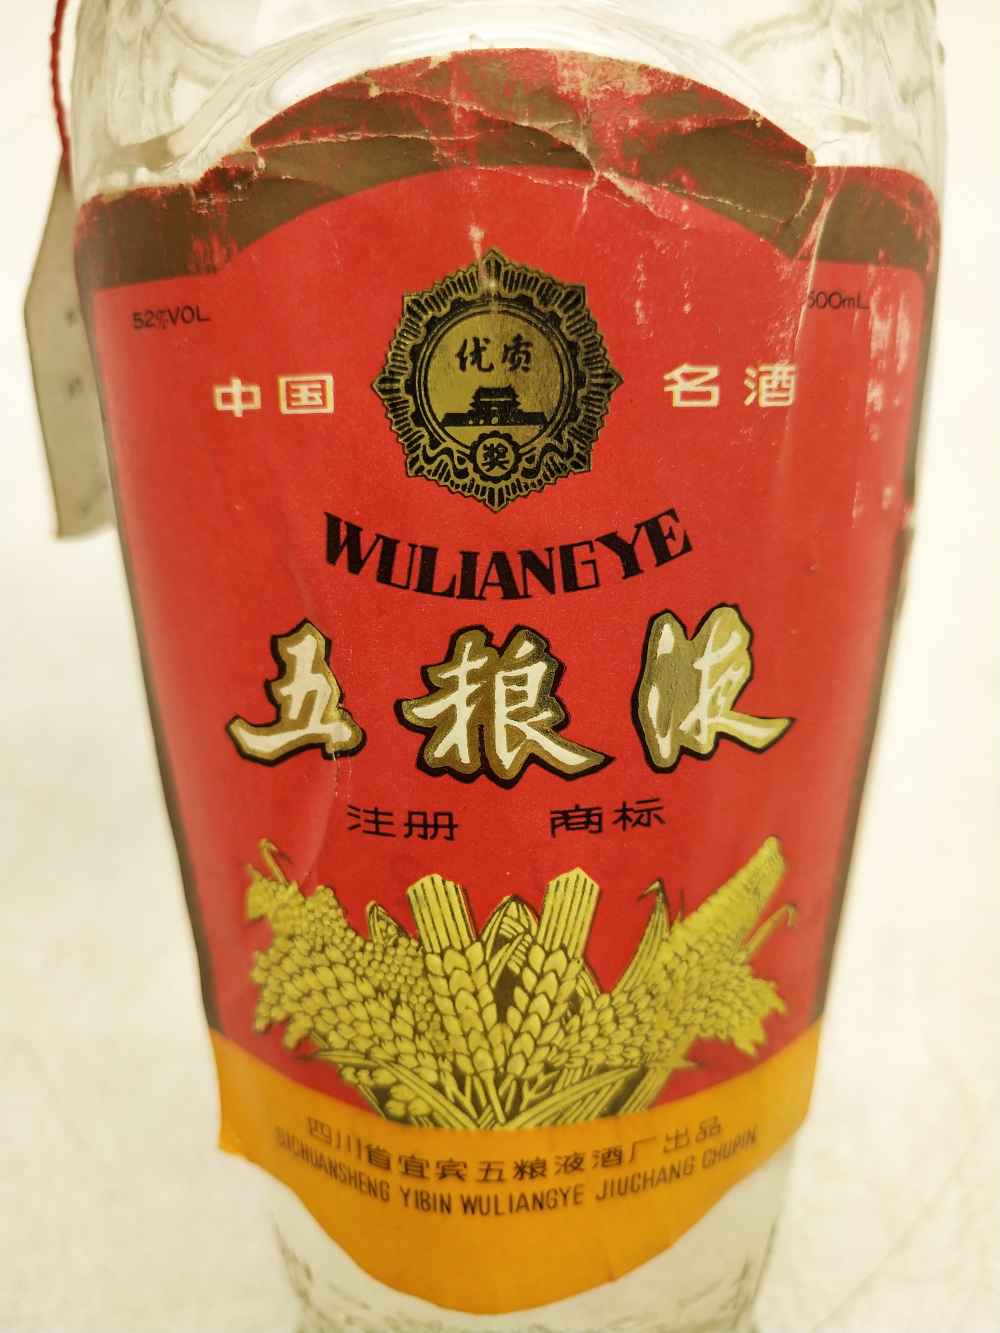 52%VOL 500mL
优质
中国 名酒
奖
WULIANGYE
五粮液
注册 商标
四川省宜宾五粮液酒厂出品
SICHUANSHENG YIBIN WULIANGYE JIUCHANG CHUPIN